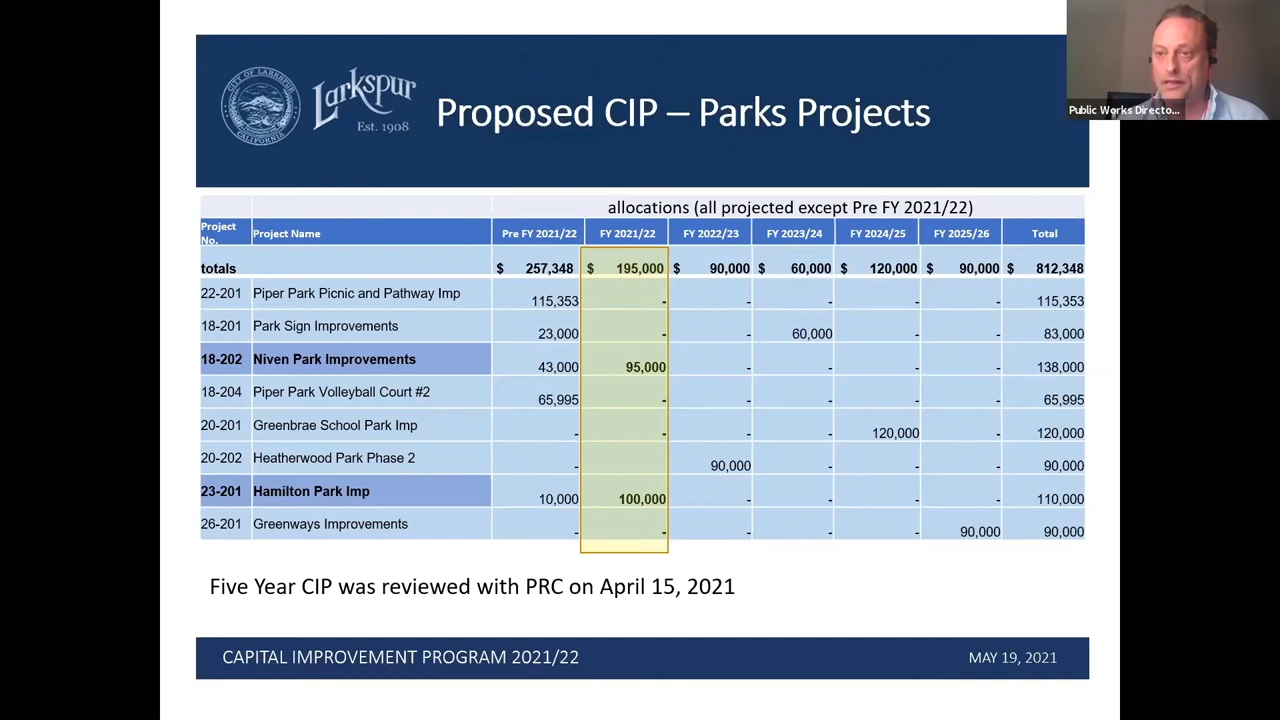 CITY OF LARKSPUR
CALIFORNIA
Larkspur
Est. 1908
Proposed CIP – Parks Projects
Public Works Directo...
allocations (all projected except Pre FY 2021/22)
Project No. Project Name Pre FY 2021/22 FY 2021/22 FY 2022/23 FY 2023/24 FY 2024/25 FY 2025/26 Total
totals $ 257,348 $ 195,000 $ 90,000 $ 60,000 $ 120,000 $ 90,000 $ 812,348
22-201 Piper Park Picnic and Pathway Imp 115,353 - - - - - 115,353
18-201 Park Sign Improvements 23,000 - - 60,000 - - 83,000
18-202 Niven Park Improvements 43,000 95,000 - - - - 138,000
18-204 Piper Park Volleyball Court #2 65,995 - - - - - 65,995
20-201 Greenbrae School Park Imp - - - - 120,000 - 120,000
20-202 Heatherwood Park Phase 2 - 90,000 - - - 90,000
23-201 Hamilton Park Imp 10,000 100,000 - - - - 110,000
26-201 Greenways Improvements - - - - - 90,000 90,000
Five Year CIP was reviewed with PRC on April 15, 2021
CAPITAL IMPROVEMENT PROGRAM 2021/22
MAY 19, 2021